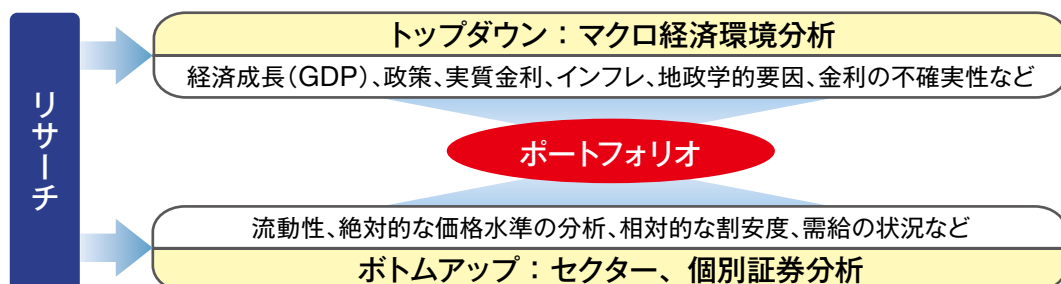 リサーチ
トップダウン：マクロ経済環境分析
経済成長(GDP)、政策、実質金利、インフレ、地政学的要因、金利の不確実性など
ポートフォリオ
流動性、絶対的な価格水準の分析、相対的な割安度、需給の状況など
ボトムアップ：セクター、個別証券分析